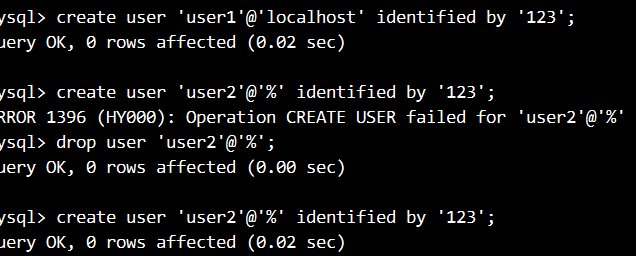 ysql> create user 'user1'@'localhost' identified by '123';
uery OK, 0 rows affected (0.02 sec)
ysql> create user 'user2'@'%' identified by '123';
RROR 1396 (HY000): Operation CREATE USER failed for 'user2'@'%'
ysql> drop user 'user2'@'%';
uery OK, 0 rows affected (0.00 sec)
ysql> create user 'user2'@'%' identified by '123';
uery OK, 0 rows affected (0.02 sec)